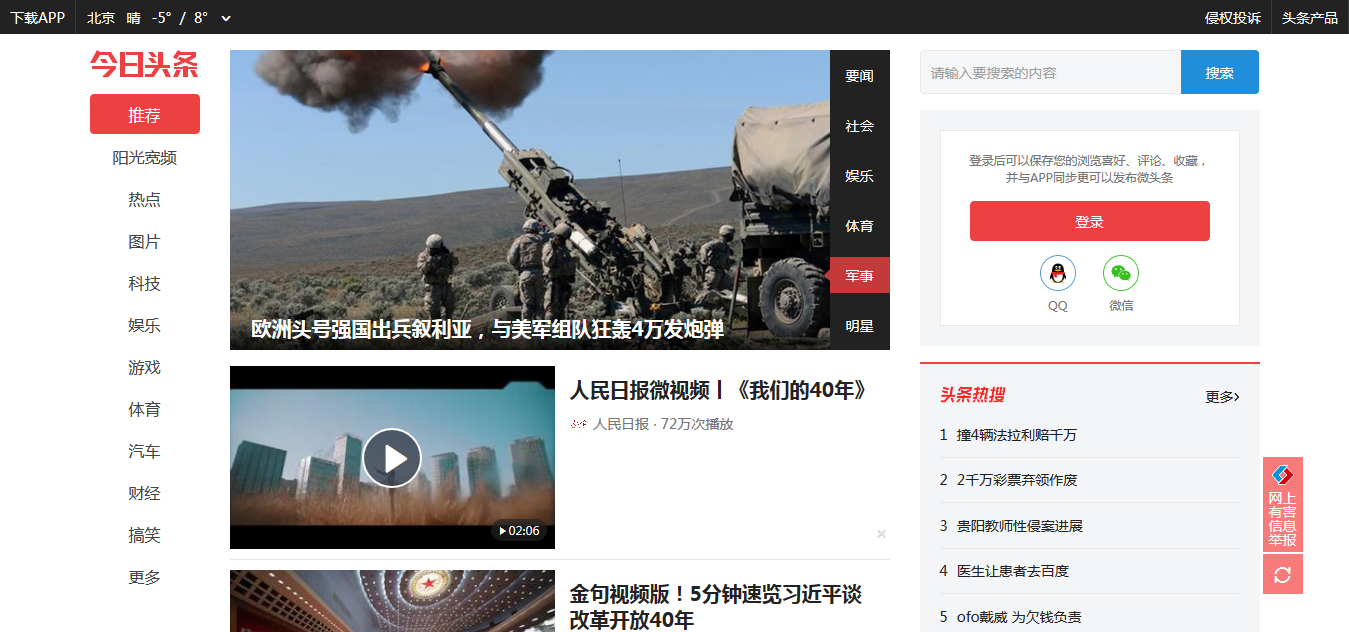 下载APP
北京 晴 -5° / 8°
侵权投诉
头条产品
今日头条
推荐
阳光宽频
热点
图片
科技
娱乐
游戏
体育
汽车
财经
搞笑
更多
要闻
社会
娱乐
体育
军事
明星
欧洲头号强国出兵叙利亚，与美军组队狂轰4万发炮弹
02:06
人民日报微视频丨《我们的40年》
人民日报 · 72万次播放
金句视频版！5分钟速览习近平谈
改革开放40年
请输入要搜索的内容
搜索
登录后可以保存您的浏览喜好、评论、收藏，
并与APP同步更可以发布微头条
登录
QQ
微信
头条热搜
更多
1 撞4辆法拉利赔千万
2 2千万彩票弃领作废
3 贵阳教师性侵案进展
4 医生让患者去百度
5 ofo戴威 为欠钱负责
网上
有害
信息
举报